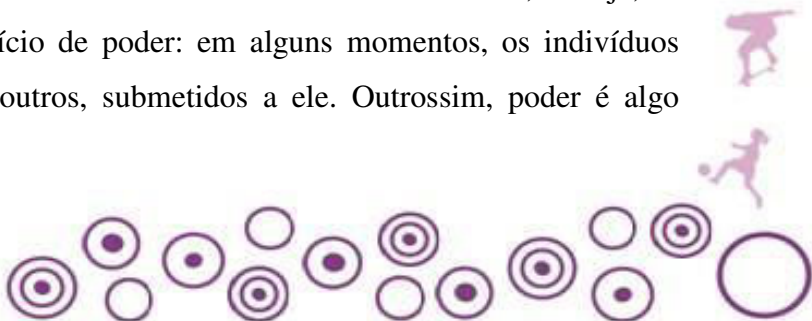 ício de poder: em alguns momentos, os indivíduos
outros, submetidos a ele. Outrossim, poder é algo